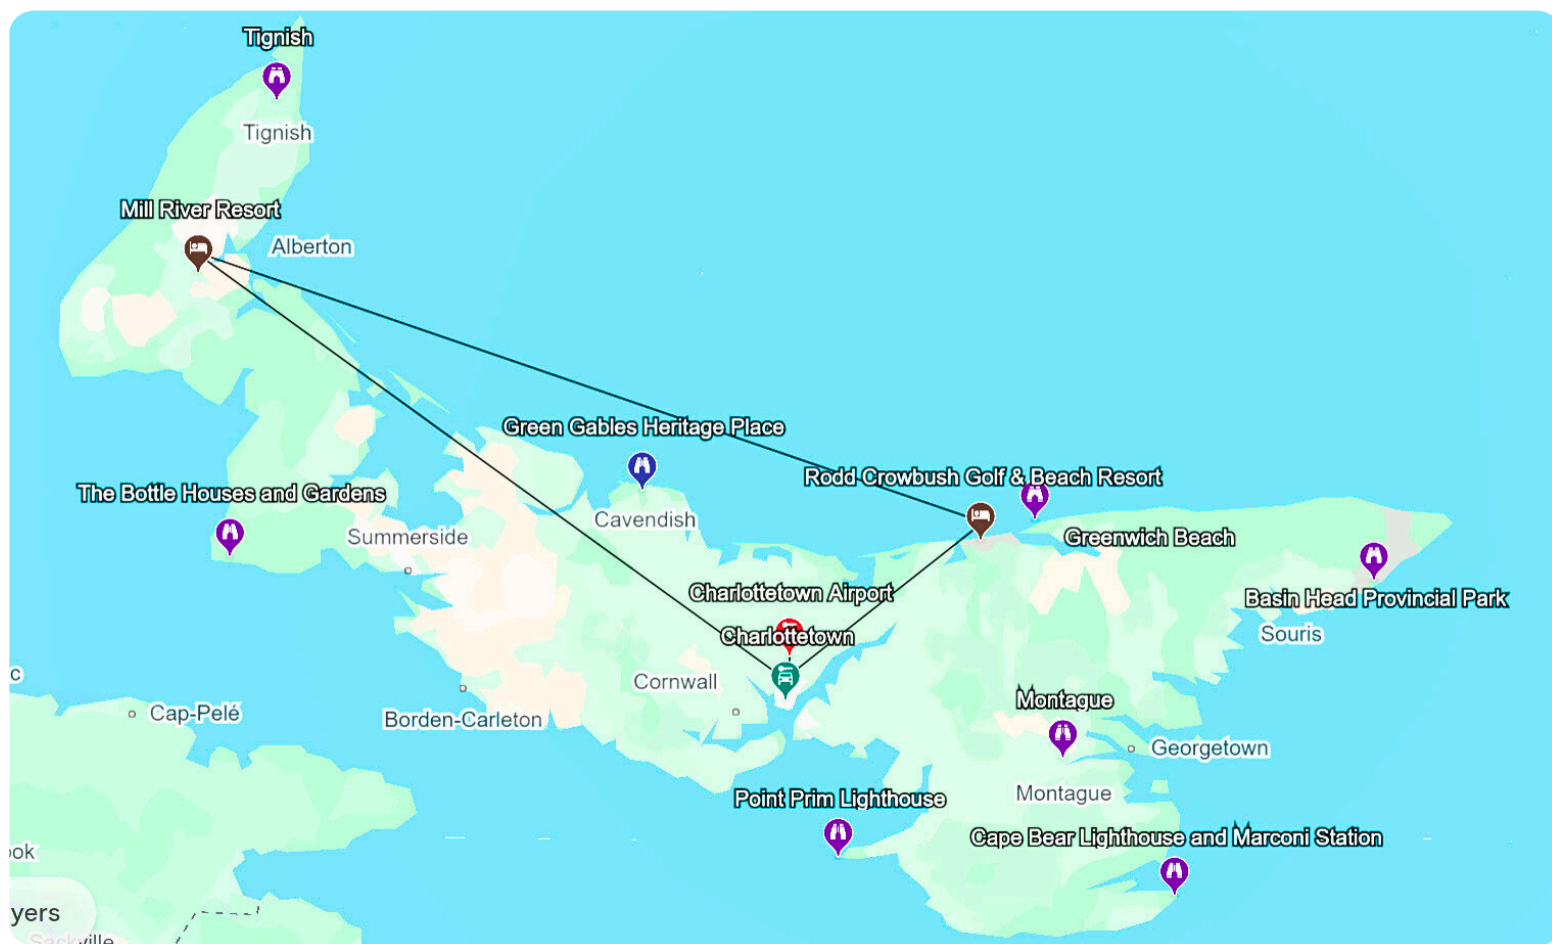 Tignish
Tignish
Mill River Resort
Alberton
Green Gables Heritage Place
Rodd Crowbush Golf & Beach Resort
The Bottle Houses and Gardens
Cavendish
Summerside
Greenwich Beach
Charlottetown Airport
Basin Head Provincial Park
Charlottetown
Souris
c
Cornwall
Montague
Cap-Pelé
Borden-Carleton
Georgetown
Montague
Point Prim Lighthouse
Cape Bear Lighthouse and Marconi Station
ook
yers
Sackville